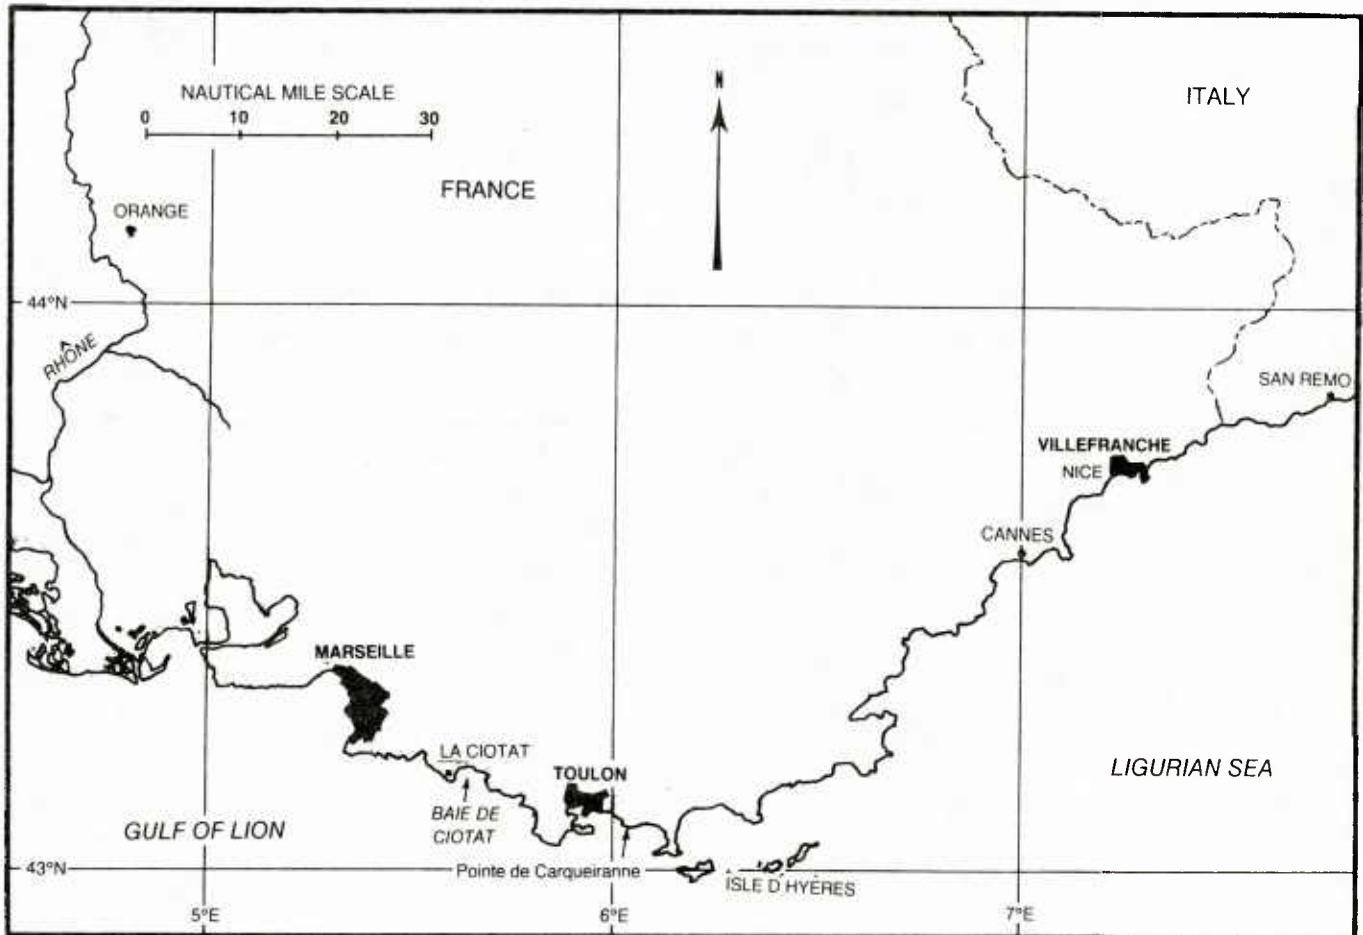 NAUTICAL MILE SCALE
0 10 20 30
N
ITALY
FRANCE
ORANGE
44°N
RHÔNE
SAN REMO
VILLEFRANCHE
NICE
CANNES
MARSEILLE
LA CIOTAT
TOULON
LIGURIAN SEA
BAIE DE
CIOTAT
GULF OF LION
43°N
Pointe de Carqueiranne
ISLE D'HYÈRES
5°E
6°E
7°E